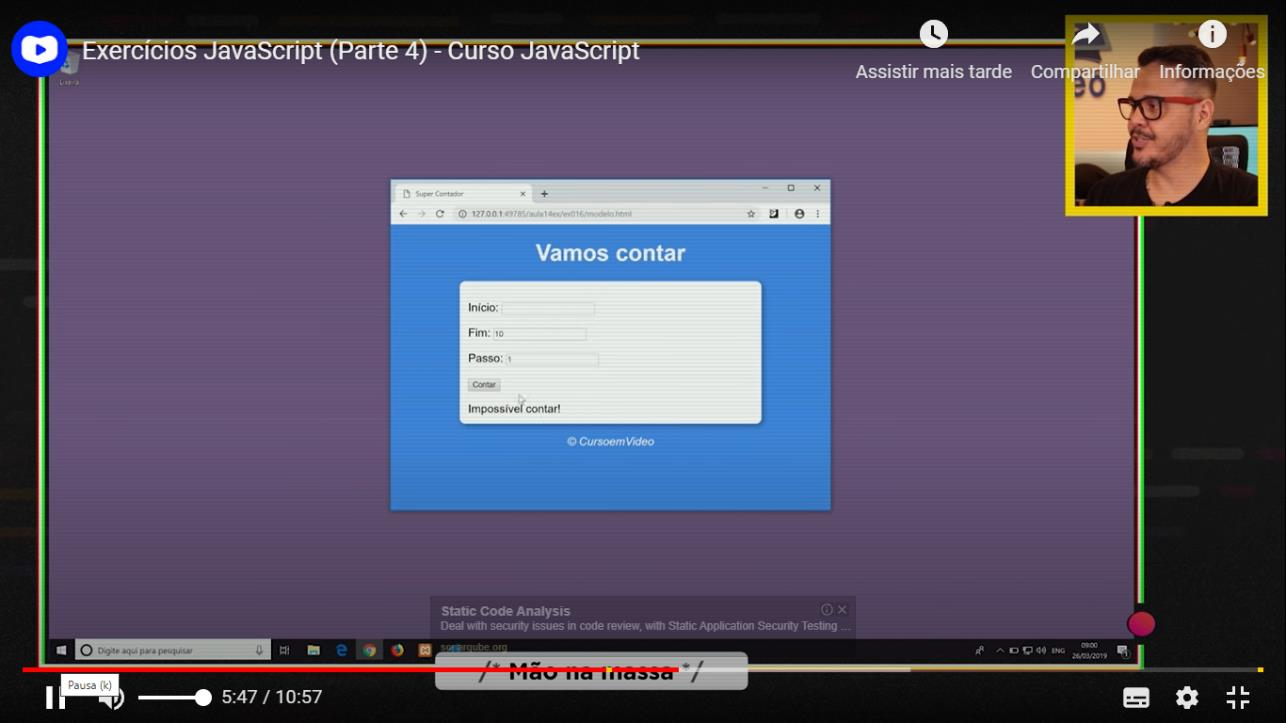 Exercícios JavaScript (Parte 4) - Curso JavaScript
Assistir mais tarde
Compartilhar
Informações
Super Contador
127.0.0.1:49785/aula14ex/ex016/modelo.html
Vamos contar
Início:
Fim: 10
Passo: 1
Contar
Impossível contar!
© CursoemVideo
Static Code Analysis
Deal with security issues in code review, with Static Application Security Testing ...
Digite aqui para pesquisar
ENG
09:00
26/03/2019
/* Mão na massa */
Pausa (k)
5:47 / 10:57